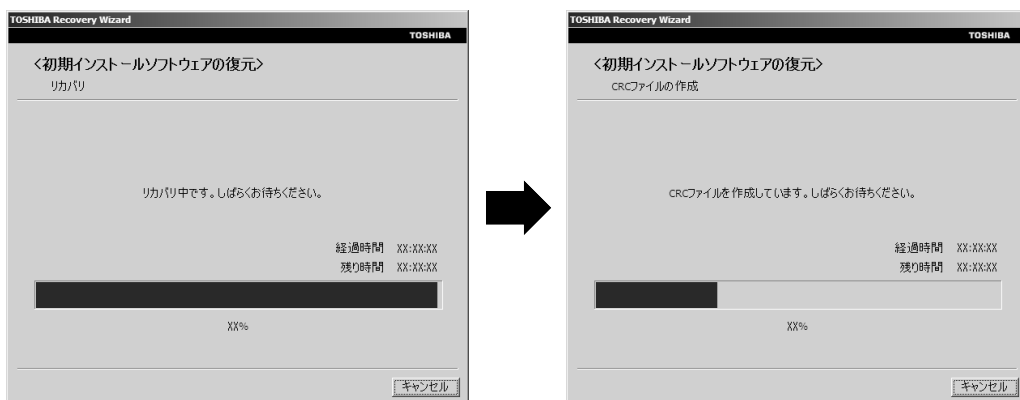 TOSHIBA Recovery Wizard
TOSHIBA
<初期インストールソフトウェアの復元>
リカバリ
リカバリ中です。しばらくお待ちください。
経過時間 XX:XX:XX
残り時間 XX:XX:XX
XX%
キャンセル
TOSHIBA Recovery Wizard
TOSHIBA
<初期インストールソフトウェアの復元>
CRCファイルの作成
CRCファイルを作成しています。しばらくお待ちください。
経過時間 XX:XX:XX
残り時間 XX:XX:XX
XX%
キャンセル